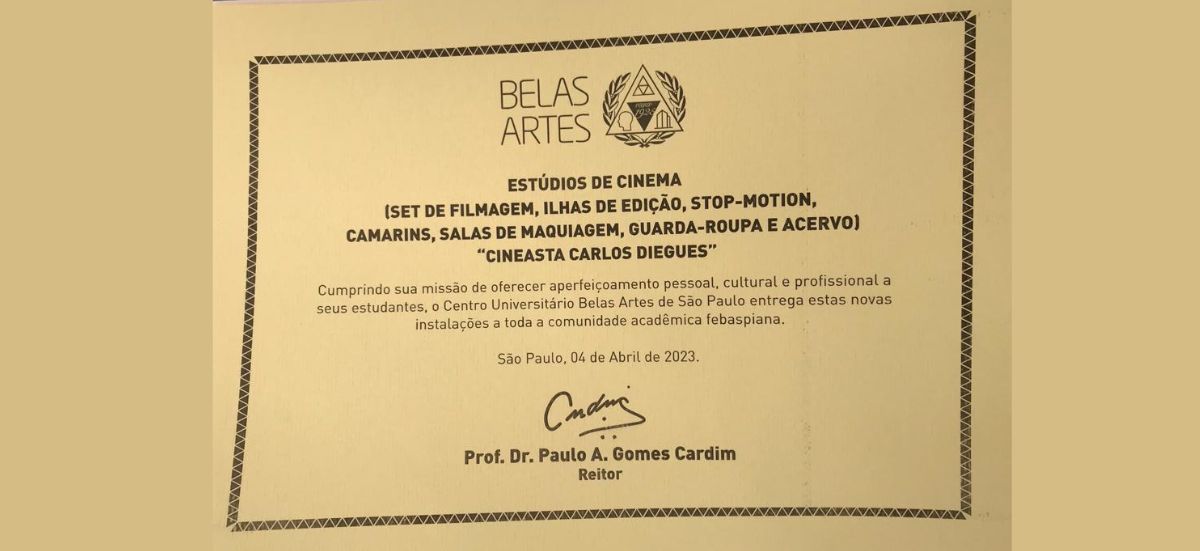 BELAS
ARTES
1925
ESTÚDIOS DE CINEMA
(SET DE FILMAGEM, ILHAS DE EDIÇÃO, STOP-MOTION,
CAMARINS, SALAS DE MAQUIAGEM, GUARDA-ROUPA E ACERVO)
“CINEASTA CARLOS DIEGUES”
Cumprindo sua missão de oferecer aperfeiçoamento pessoal, cultural e profissional a
seus estudantes, o Centro Universitário Belas Artes de São Paulo entrega estas novas
instalações a toda a comunidade acadêmica febaspiana.
São Paulo, 04 de Abril de 2023.
Prof. Dr. Paulo A. Gomes Cardim
Reitor